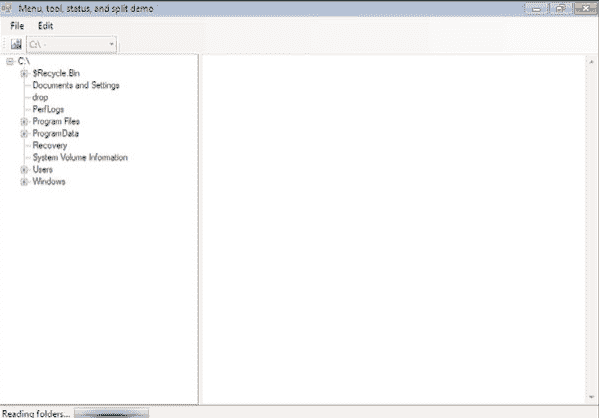 Menu, tool, status, and split demo
File Edit
C:\ -
C:\
$Recycle.Bin
Documents and Settings
drop
PerfLogs
Program Files
ProgramData
Recovery
System Volume Information
Users
Windows
Reading folders...